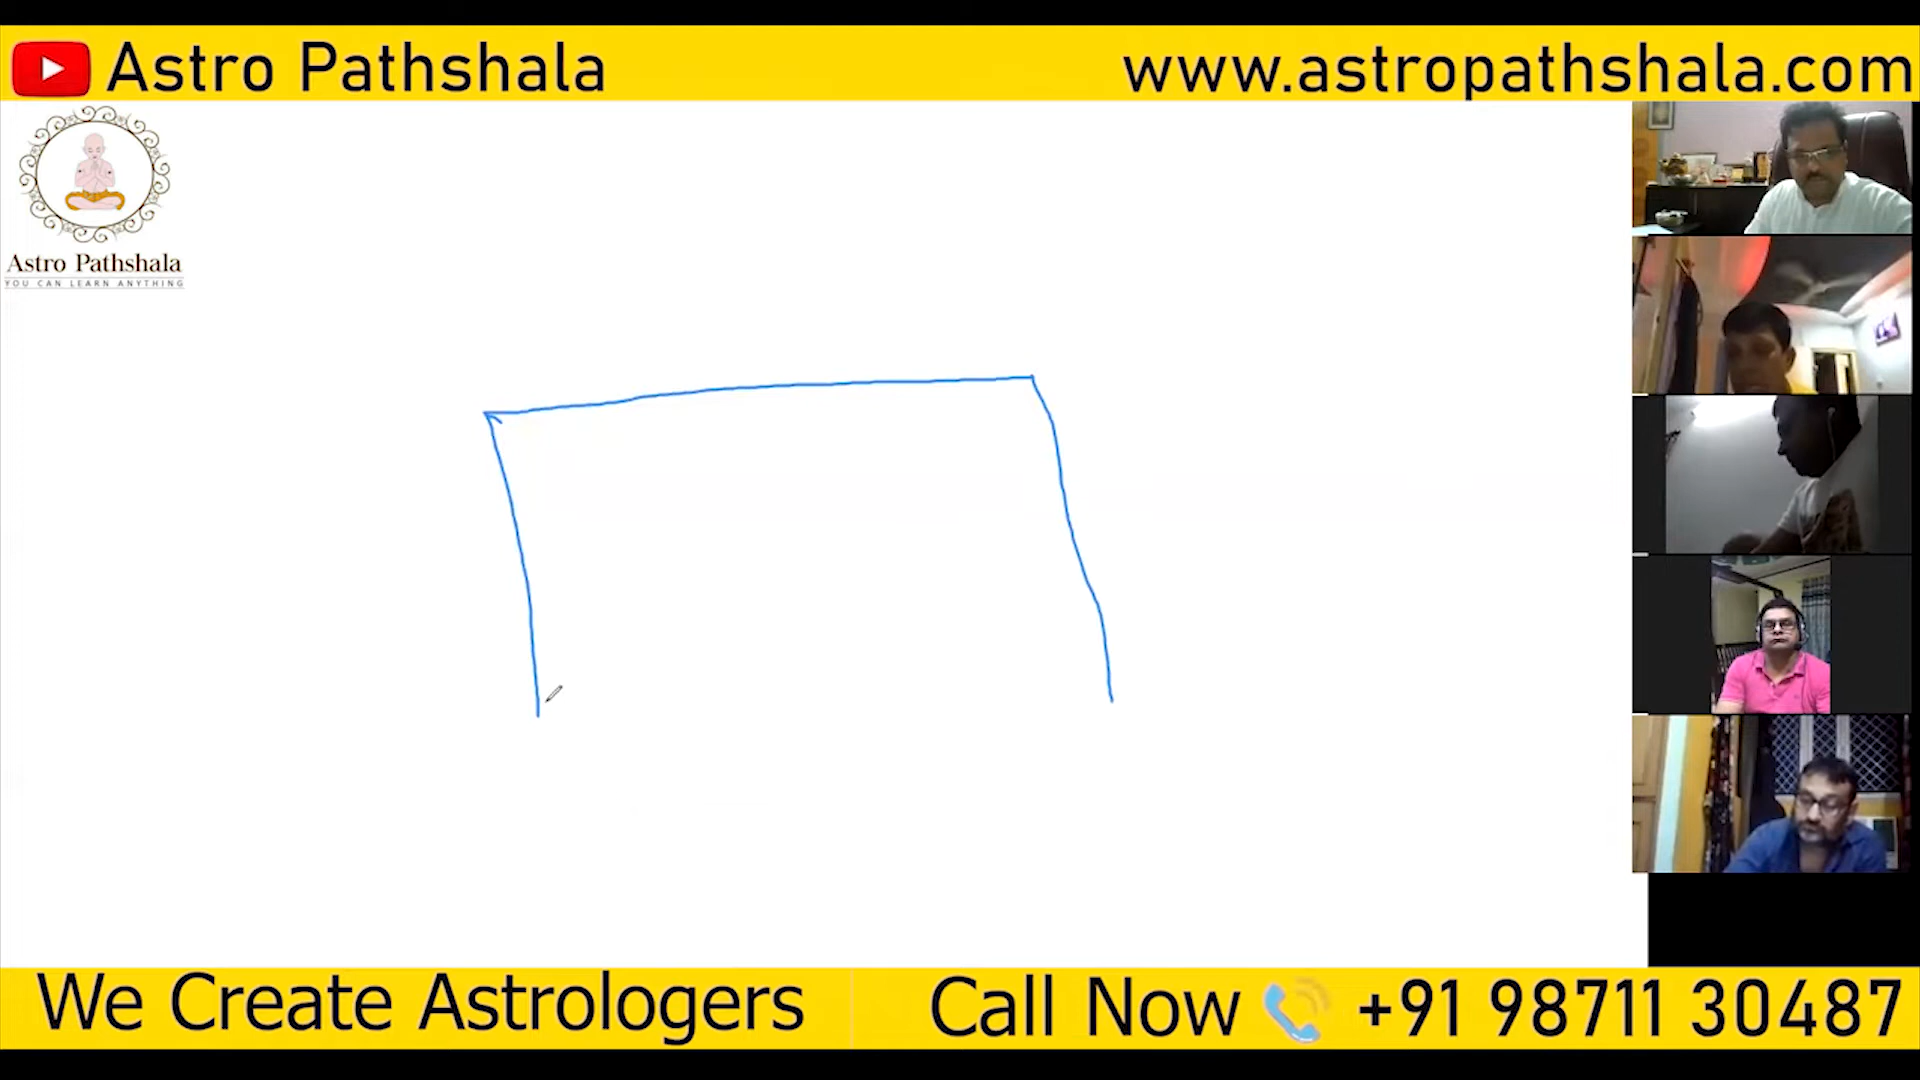 Astro Pathshala
www.astropathshala.com
Astro Pathshala
YOU CAN LEARN ANYTHING
We Create Astrologers
Call Now +91 98711 30487